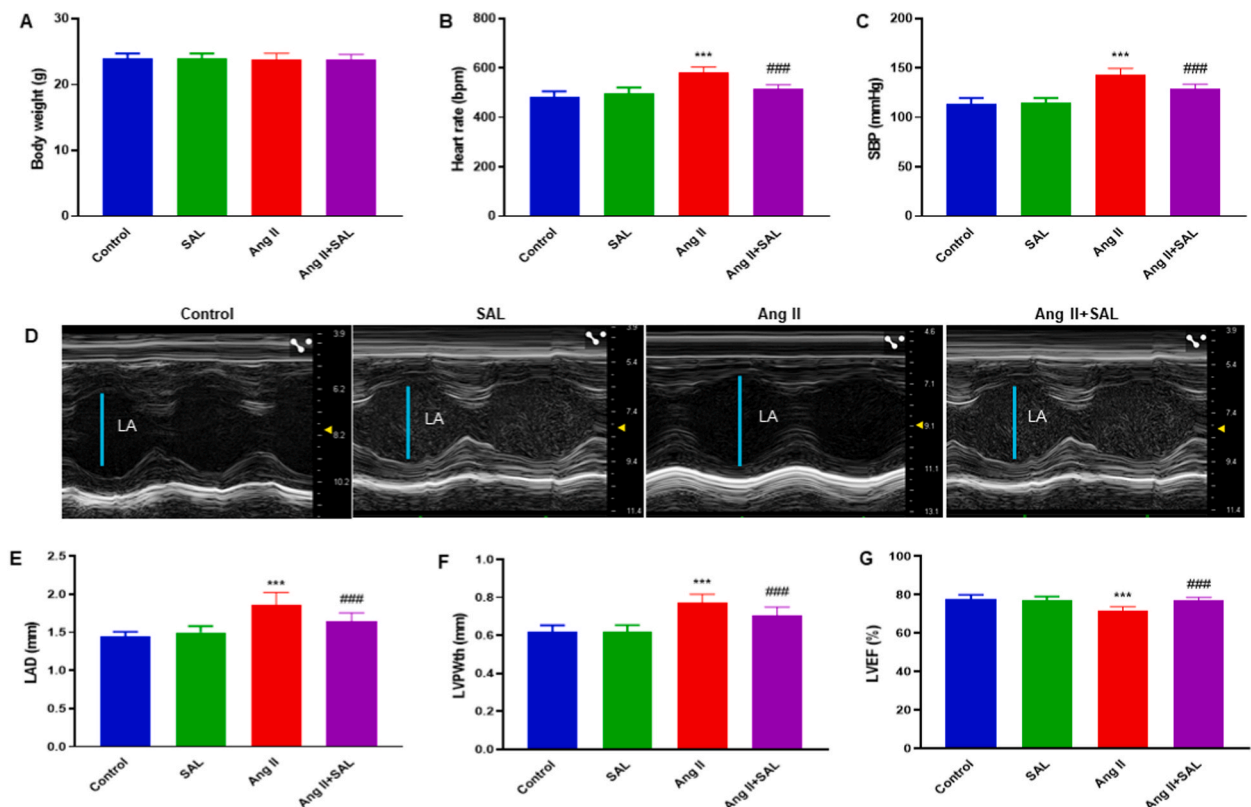 A
Body weight (g)
30
20
10
0
Control
SAL
Ang II
Ang II+SAL
B
Heart rate (bpm)
800
600
400
200
0
***
###
Control
SAL
Ang II
Ang II+SAL
C
SBP (mmHg)
200
150
100
50
0
***
###
Control
SAL
Ang II
Ang II+SAL
D
Control
LA
3.9
6.2
8.2
10.2
SAL
LA
3.9
5.4
7.4
9.4
11.4
Ang II
LA
4.6
7.1
9.1
11.1
13.1
Ang II+SAL
LA
3.9
5.4
7.4
9.4
11.4
E
LAD (mm)
2.5
2.0
1.5
1.0
0.5
0.0
***
###
Control
SAL
Ang II
Ang II+SAL
F
LVPWth (mm)
1.0
0.8
0.6
0.4
0.2
0.0
***
###
Control
SAL
Ang II
Ang II+SAL
G
LVEF (%)
100
80
60
40
20
0
***
###
Control
SAL
Ang II
Ang II+SAL